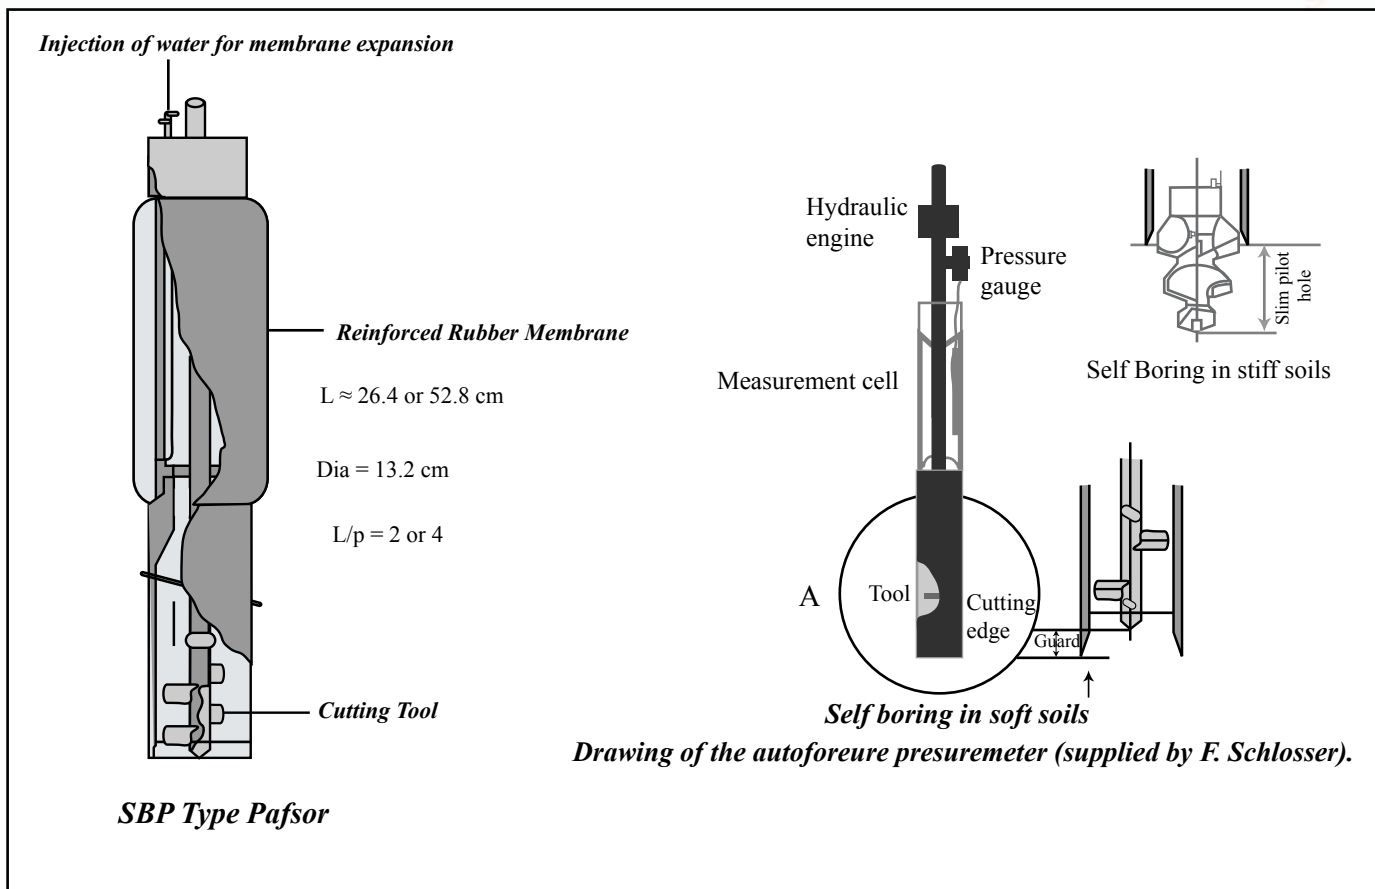 Injection of water for membrane expansion
Reinforced Rubber Membrane
L ≈ 26.4 or 52.8 cm
Dia = 13.2 cm
L/p = 2 or 4
Cutting Tool
SBP Type Pafsor
Hydraulic
engine
Pressure
gauge
Measurement cell
A
Tool
Cutting
edge
Guard
Slim pilot
hole
Self Boring in stiff soils
Self boring in soft soils
Drawing of the autoforeure presuremeter (supplied by F. Schlosser).